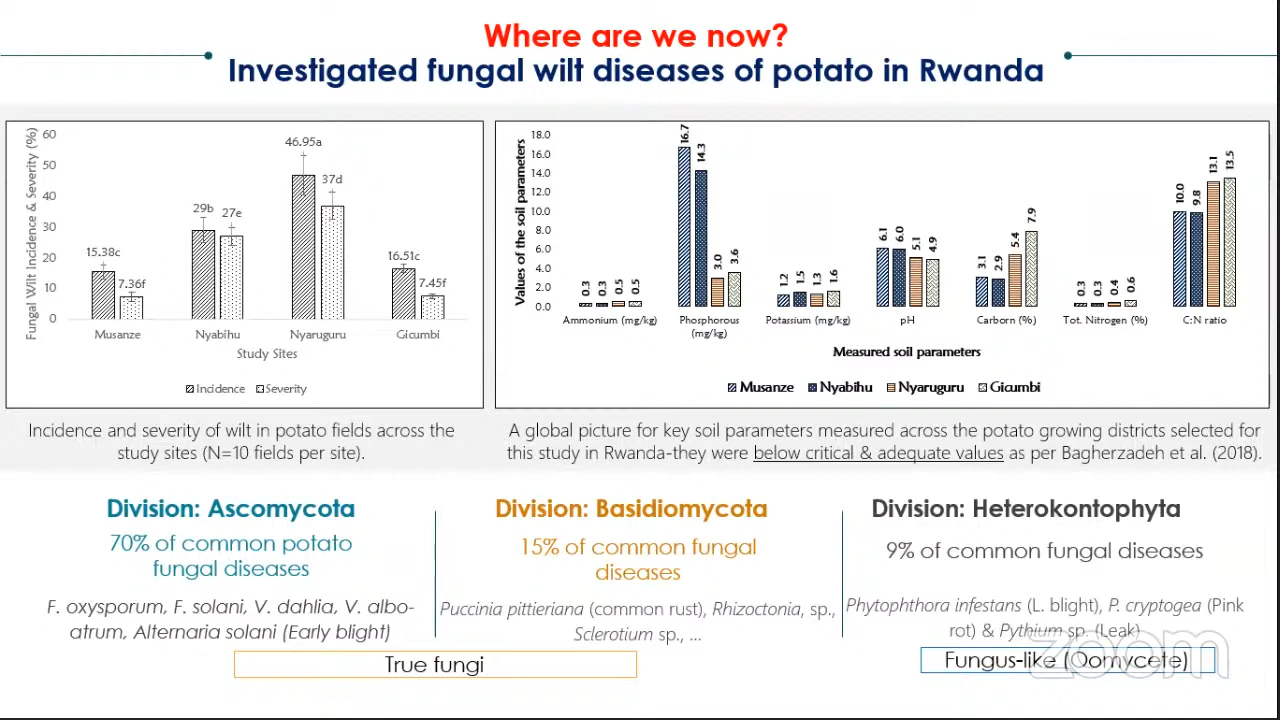 Where are we now?
Investigated fungal wilt diseases of potato in Rwanda
Fungal Wilt Incidence & Severity (%)
60
50
40
30
20
10
0
15.38c
7.36f
29b
27e
46.95a
37d
16.51c
7.45f
Musanze
Nyabihu
Nyaruguru
Gicumbi
Study Sites
Incidence
Severity
Values of the soil parameters
18.0
16.0
14.0
12.0
10.0
8.0
6.0
4.0
2.0
0.0
0.3
0.3
0.5
0.5
16.7
14.3
3.0
3.6
1.2
1.5
1.3
1.6
6.1
6.0
5.1
4.9
3.1
2.9
5.4
7.9
0.3
0.3
0.4
0.6
10.0
9.8
13.1
13.5
Ammonium (mg/kg)
Phosphorous
(mg/kg)
Potassium (mg/kg)
pH
Carborn (%)
Tot. Nitrogen (%)
C:N ratio
Measured soil parameters
Musanze
Nyabihu
Nyaruguru
Gicumbi
Incidence and severity of wilt in potato fields across the
study sites (N=10 fields per site).
A global picture for key soil parameters measured across the potato growing districts selected for
this study in Rwanda-they were below critical & adequate values as per Bagherzadeh et al. (2018).
Division: Ascomycota
70% of common potato
fungal diseases
F. oxysporum, F. solani, V. dahlia, V. albo-
atrum, Alternaria solani (Early blight)
Division: Basidiomycota
15% of common fungal
diseases
Puccinia pittieriana (common rust), Rhizoctonia, sp.,
Sclerotium sp., ...
Division: Heterokontophyta
9% of common fungal diseases
Phytophthora infestans (L. blight), P. cryptogea (Pink
rot) & Pythium sp. (Leak)
True fungi
Fungus-like (Oomycete)
zoom